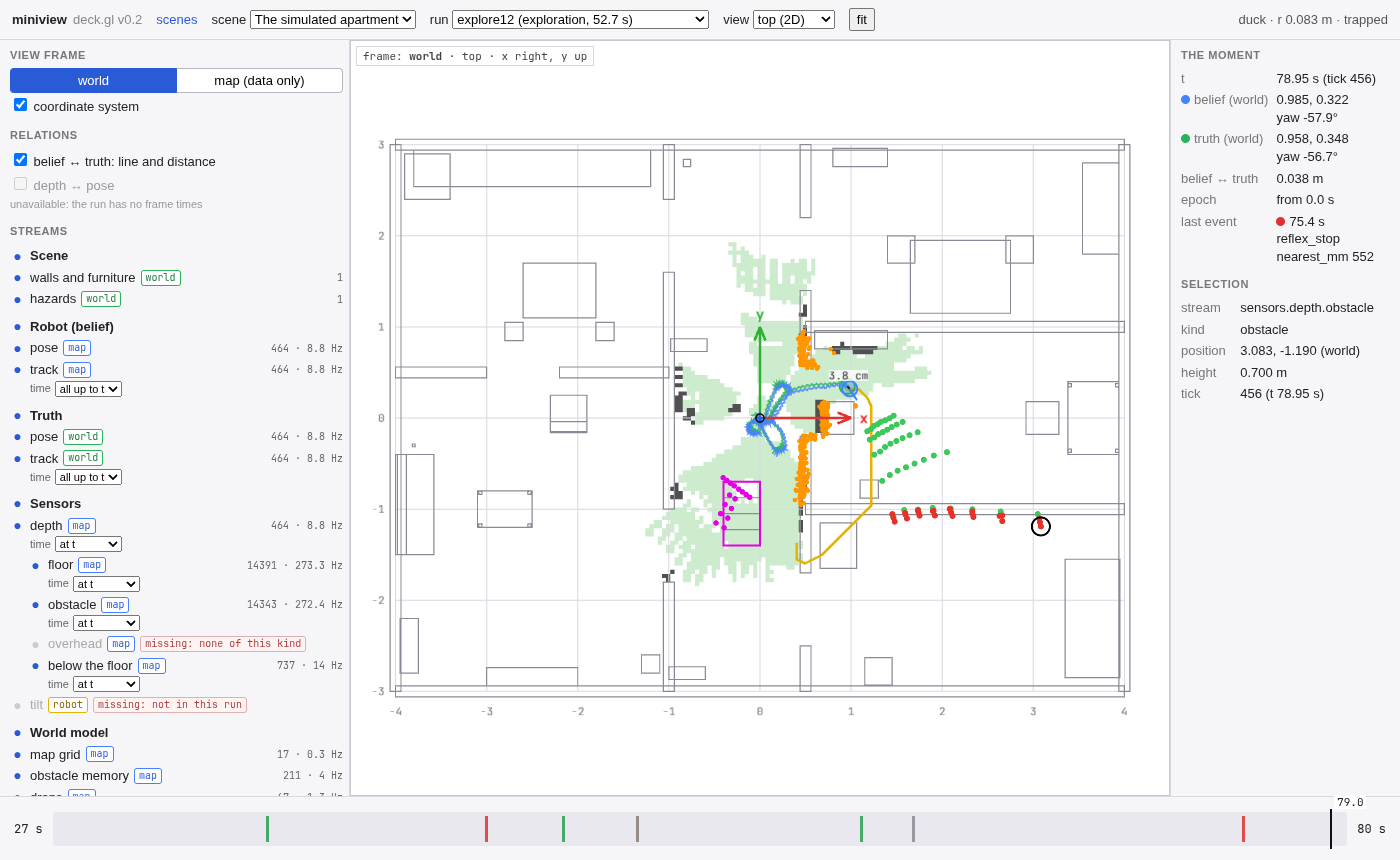 miniview deck.gl v0.2 scenes scene The simulated apartment run explore12 (exploration, 52.7 s) view top (2D) fit duck · r 0.083 m · trapped
VIEW FRAME
world map (data only)
coordinate system
RELATIONS
belief ↔ truth: line and distance
depth ↔ pose
unavailable: the run has no frame times
STREAMS
Scene
walls and furniture world 1
hazards world 1
Robot (belief)
pose map 464 · 8.8 Hz
track map 464 · 8.8 Hz
time all up to t
Truth
pose world 464 · 8.8 Hz
track world 464 · 8.8 Hz
time all up to t
Sensors
depth map 464 · 8.8 Hz
time at t
floor map 14391 · 273.3 Hz
time at t
obstacle map 14343 · 272.4 Hz
time at t
overhead map missing: none of this kind
below the floor map 737 · 14 Hz
time at t
tilt robot missing: not in this run
World model
map grid map 17 · 0.3 Hz
obstacle memory map 211 · 4 Hz
frame: world · top · x right, y up
3
2
1
0
-1
-2
-3
-4 -3 -2 -1 0 1 2 3 4
y
x
3.8 cm
THE MOMENT
t 78.95 s (tick 456)
belief (world) 0.985, 0.322
yaw -57.9°
truth (world) 0.958, 0.348
yaw -56.7°
belief ↔ truth 0.038 m
epoch from 0.0 s
last event 75.4 s
reflex_stop
nearest_mm 552
SELECTION
stream sensors.depth.obstacle
kind obstacle
position 3.083, -1.190 (world)
height 0.700 m
tick 456 (t 78.95 s)
79.0
27 s 80 s